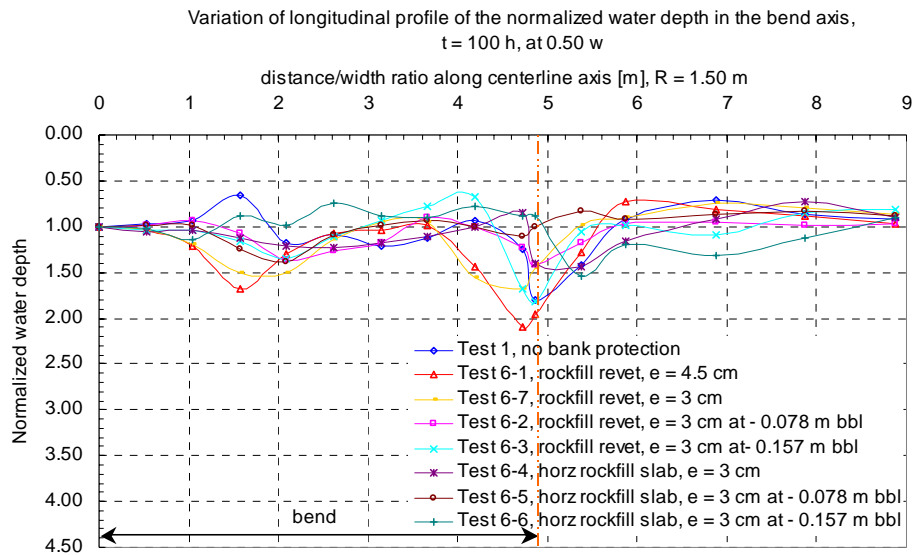 Variation of longitudinal profile of the normalized water depth in the bend axis,
t = 100 h, at 0.50 w
distance/width ratio along centerline axis [m], R = 1.50 m
0 1 2 3 4 5 6 7 8 9
0.00
0.50
1.00
1.50
2.00
2.50
3.00
3.50
4.00
4.50
Normalized water depth
Test 1, no bank protection
Test 6-1, rockfill revet, e = 4.5 cm
Test 6-7, rockfill revet, e = 3 cm
Test 6-2, rockfill revet, e = 3 cm at - 0.078 m bbl
Test 6-3, rockfill revet, e = 3 cm at- 0.157 m bbl
Test 6-4, horz rockfill slab, e = 3 cm
Test 6-5, horz rockfill slab, e = 3 cm at - 0.078 m bbl
Test 6-6, horz rockfill slab, e = 3 cm at - 0.157 m bbl
bend